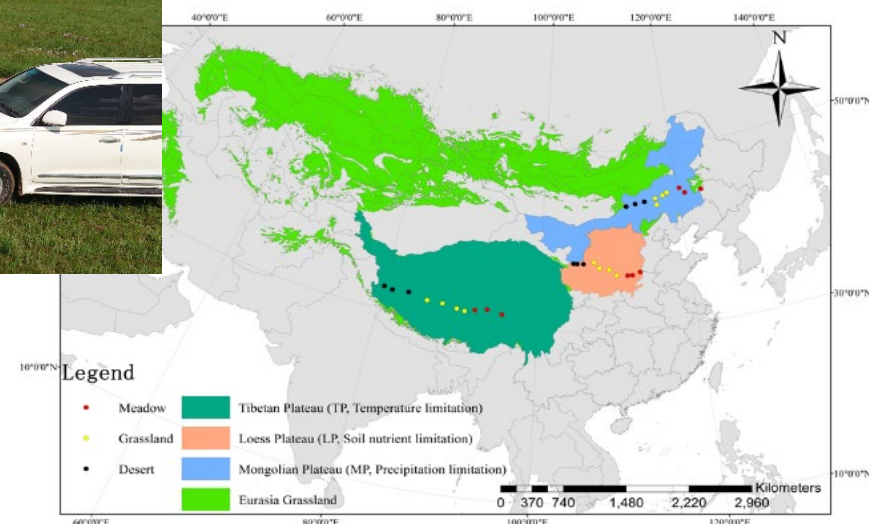 40°0'0"E 60°0'0"E 80°0'0"E 100°0'0"E 120°0'0"E 140°0'0"E
N
50°0'0"N
30°0'0"N
10°0'0"N
Legend
Meadow Tibetan Plateau (TP, Temperature limitation)
Grassland Loess Plateau (LP, Soil nutrient limitation)
Desert Mongolian Plateau (MP, Precipitation limitation)
Eurasia Grassland
10°0'0"N
Kilometers
0 370 740 1,480 2,220 2,960
60°0'0"E 80°0'0"E 100°0'0"E 120°0'0"E